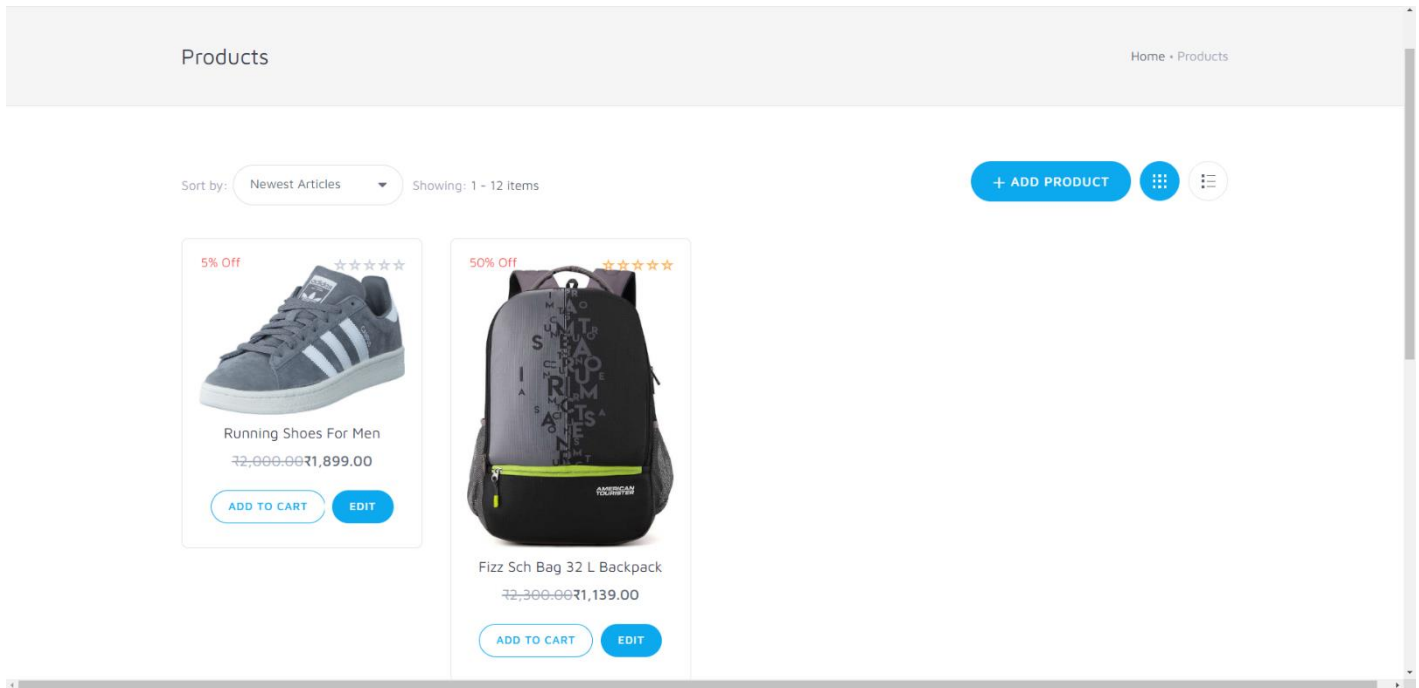 Products
Home • Products
Sort by: Newest Articles Showing: 1 - 12 items
+ ADD PRODUCT
5% Off
Running Shoes For Men
₹2,000.00₹1,899.00
ADD TO CART EDIT
50% Off
AMERICAN
TOURISTER
Fizz Sch Bag 32 L Backpack
₹2,300.00₹1,139.00
ADD TO CART EDIT